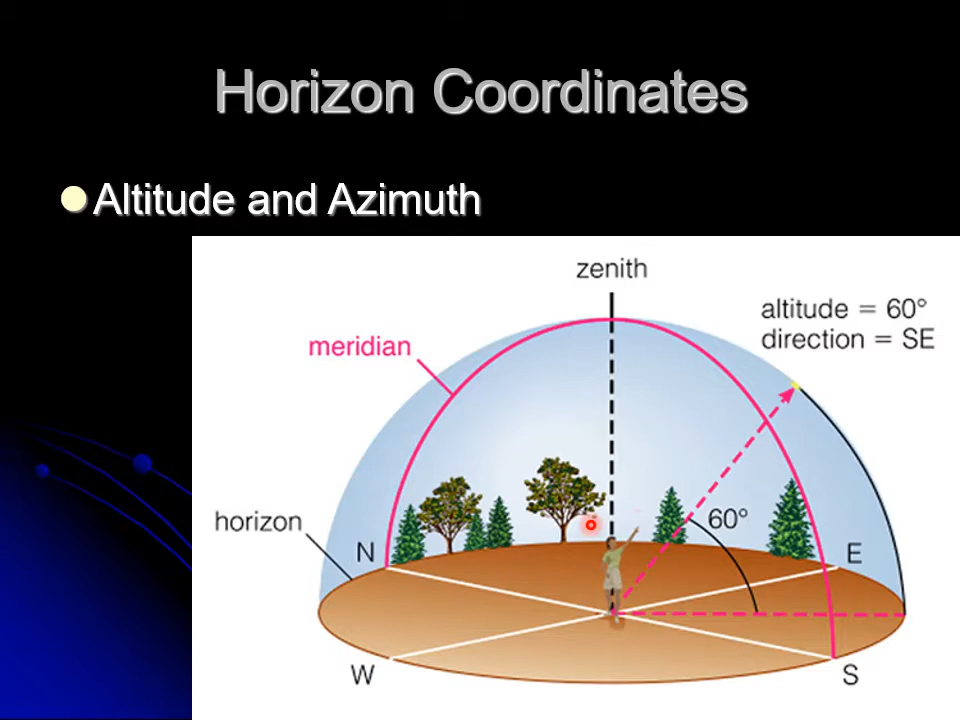 Horizon Coordinates
Altitude and Azimuth
zenith
altitude = 60°
direction = SE
meridian
horizon
60°
N
E
W
S